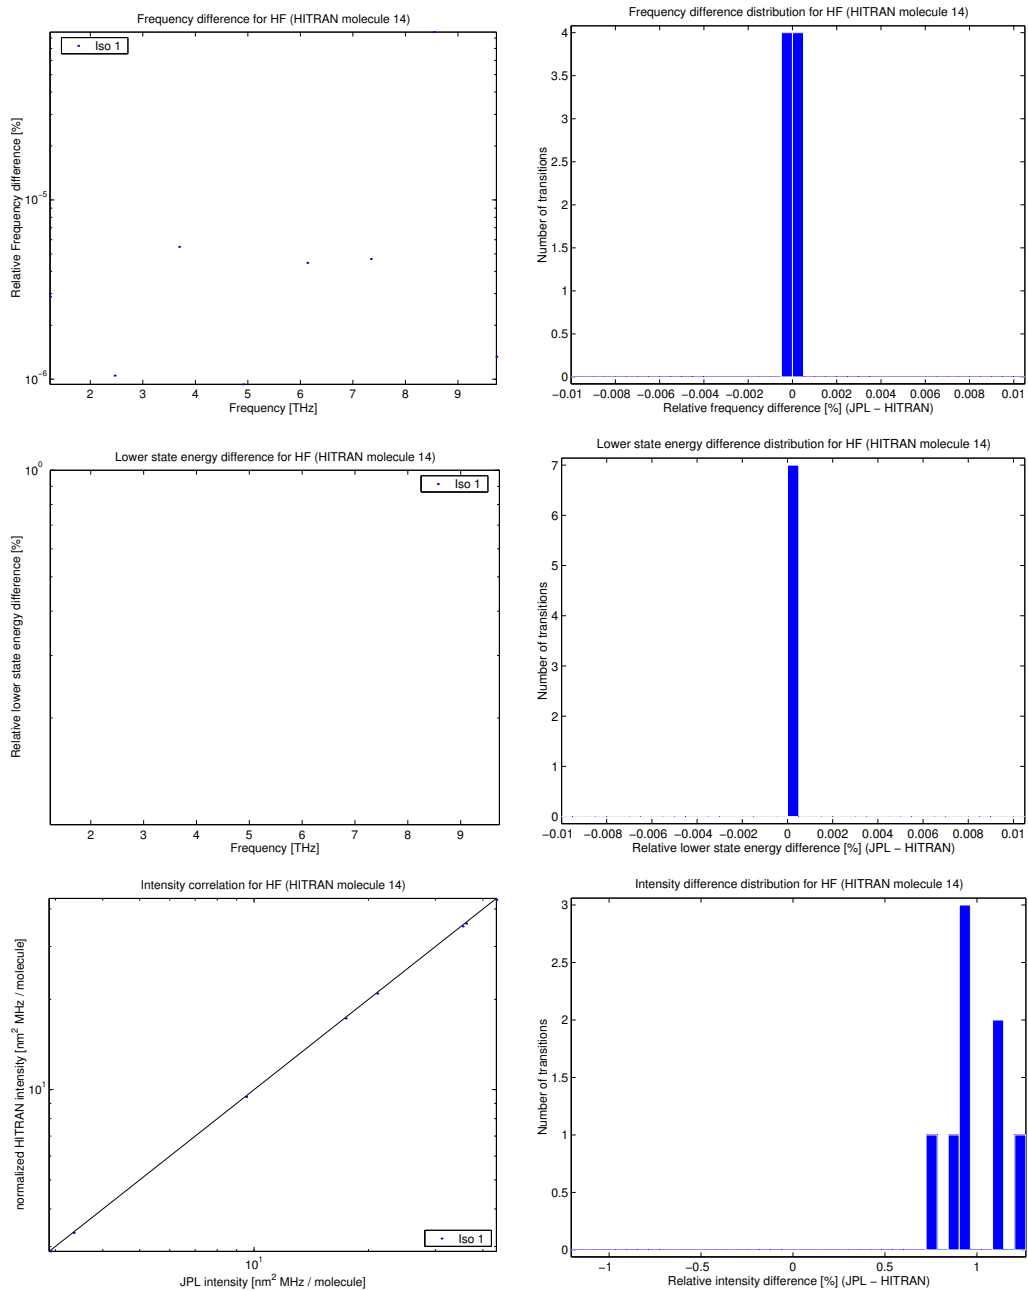 Frequency difference for HF (HITRAN molecule 14)
Iso 1
Relative Frequency difference [%]
10^-5
10^-6
2 3 4 5 6 7 8 9
Frequency [THz]
Frequency difference distribution for HF (HITRAN molecule 14)
Number of transitions
4
3.5
3
2.5
2
1.5
1
0.5
0
−0.01 −0.008 −0.006 −0.004 −0.002 0 0.002 0.004 0.006 0.008 0.01
Relative frequency difference [%] (JPL − HITRAN)
Lower state energy difference for HF (HITRAN molecule 14)
10^0
Iso 1
Relative lower state energy difference [%]
2 3 4 5 6 7 8 9
Frequency [THz]
Lower state energy difference distribution for HF (HITRAN molecule 14)
Number of transitions
7
6
5
4
3
2
1
0
−0.01 −0.008 −0.006 −0.004 −0.002 0 0.002 0.004 0.006 0.008 0.01
Relative lower state energy difference [%] (JPL − HITRAN)
Intensity correlation for HF (HITRAN molecule 14)
normalized HITRAN intensity [nm² MHz / molecule]
10^1
Iso 1
10^1
JPL intensity [nm² MHz / molecule]
Intensity difference distribution for HF (HITRAN molecule 14)
Number of transitions
3
2.5
2
1.5
1
0.5
0
−1 −0.5 0 0.5 1
Relative intensity difference [%] (JPL − HITRAN)